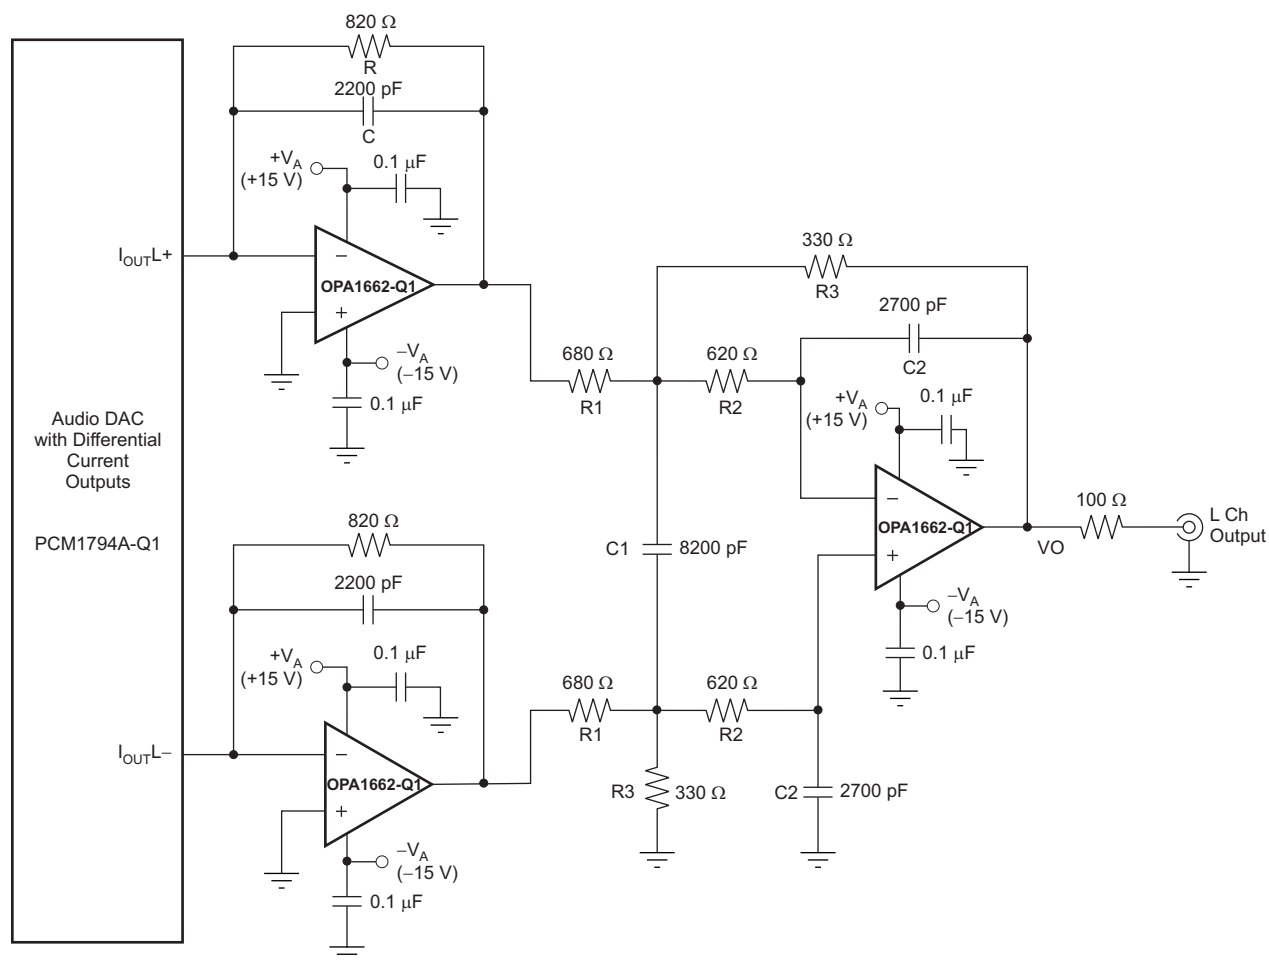 820 Ω
R
2200 pF
C
+VA
(+15 V)
0.1 μF
IOUTL+
−
OPA1662-Q1
+
−VA
(−15 V)
0.1 μF
680 Ω
R1
330 Ω
R3
620 Ω
R2
2700 pF
C2
+VA
(+15 V)
0.1 μF
Audio DAC
with Differential
Current
Outputs
PCM1794A-Q1
−
OPA1662-Q1
+
VO
100 Ω
L Ch
Output
−VA
(−15 V)
0.1 μF
C1
8200 pF
820 Ω
2200 pF
+VA
(+15 V)
0.1 μF
IOUTL−
−
OPA1662-Q1
+
−VA
(−15 V)
0.1 μF
680 Ω
R1
620 Ω
R2
R3
330 Ω
C2
2700 pF